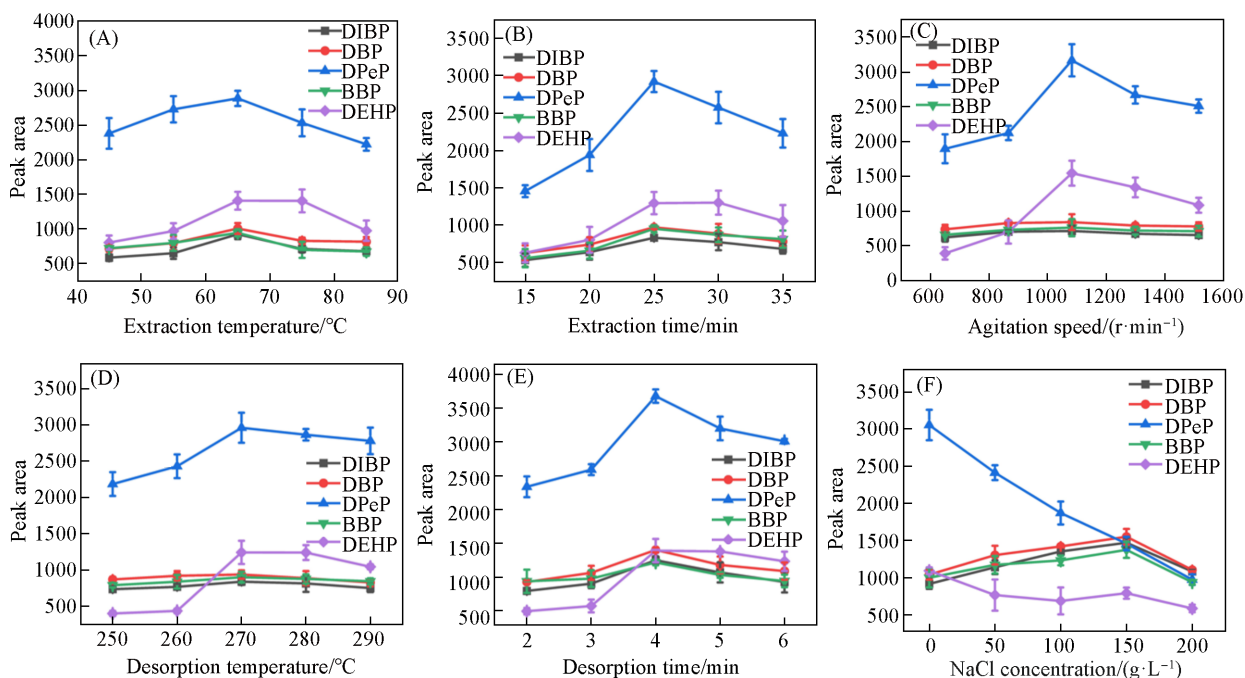 (A)
4000
3500
3000
2500
2000
1500
1000
500
Peak area
DIBP
DBP
DPeP
BBP
DEHP
40 50 60 70 80 90
Extraction temperature/°C
(B)
3500
3000
2500
2000
1500
1000
500
Peak area
DIBP
DBP
DPeP
BBP
DEHP
15 20 25 30 35
Extraction time/min
(C)
3500
3000
2500
2000
1500
1000
500
0
Peak area
DIBP
DBP
DPeP
BBP
DEHP
600 800 1000 1200 1400 1600
Agitation speed/(r·min⁻¹)
(D)
3500
3000
2500
2000
1500
1000
500
Peak area
DIBP
DBP
DPeP
BBP
DEHP
250 260 270 280 290
Desorption temperature/°C
(E)
4000
3500
3000
2500
2000
1500
1000
500
Peak area
DIBP
DBP
DPeP
BBP
DEHP
2 3 4 5 6
Desorption time/min
(F)
3500
3000
2500
2000
1500
1000
500
Peak area
DIBP
DBP
DPeP
BBP
DEHP
0 50 100 150 200
NaCl concentration/(g·L⁻¹)